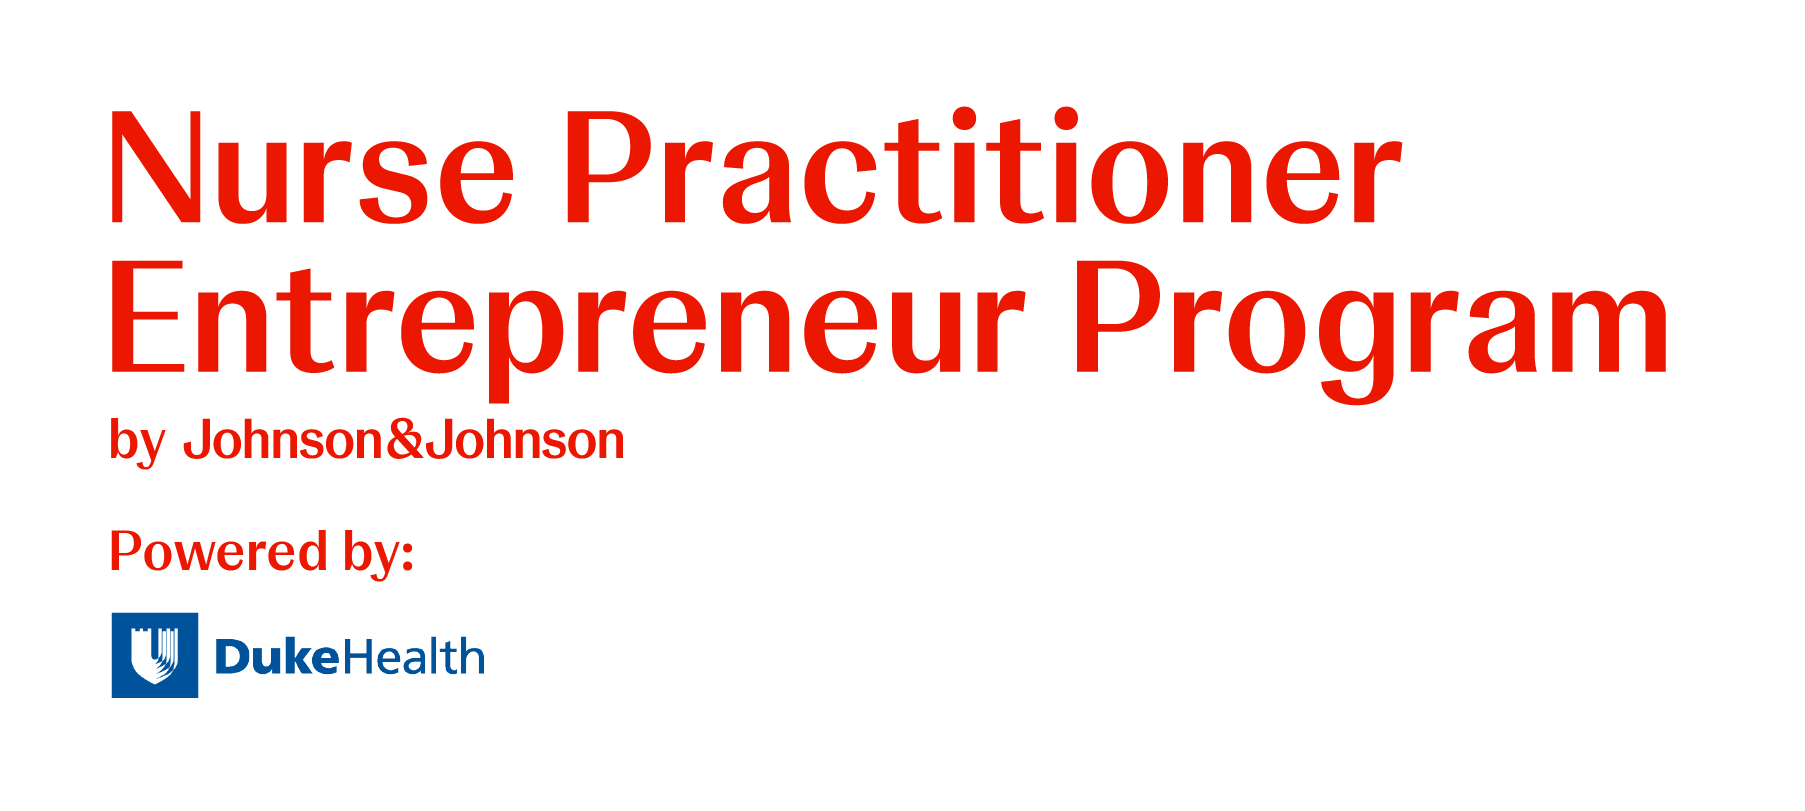 Nurse Practitioner
Entrepreneur Program
by Johnson&Johnson
Powered by:
DukeHealth